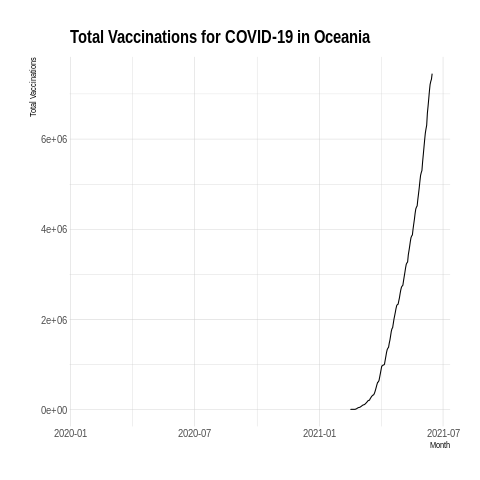 Total Vaccinations for COVID-19 in Oceania
Total Vaccinations
6e+06
4e+06
2e+06
0e+00
2020-01
2020-07
2021-01
2021-07
Month